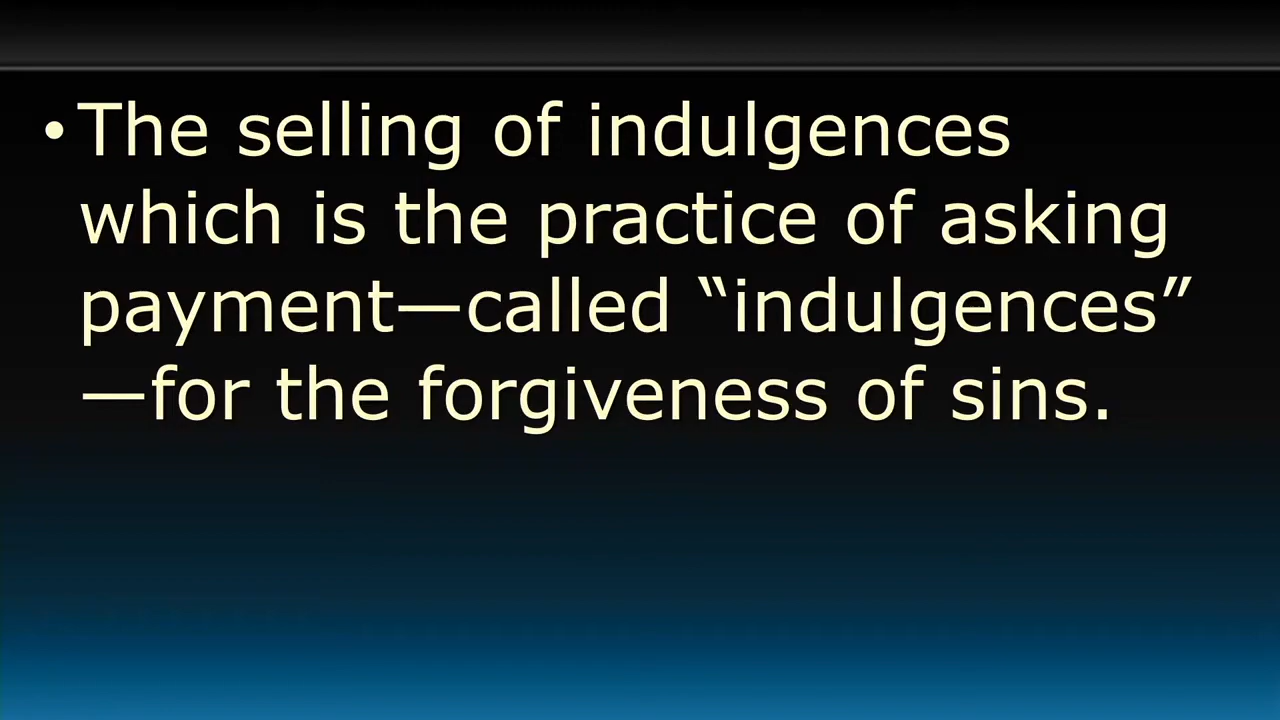 •The selling of indulgences
which is the practice of asking
payment—called “indulgences”
—for the forgiveness of sins.